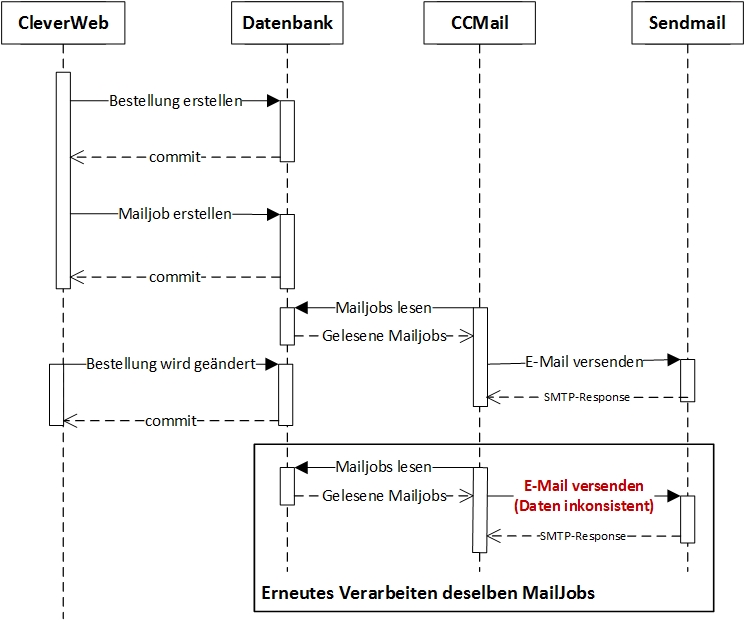 CleverWeb
Datenbank
CCMail
Sendmail
Bestellung erstellen
commit
Mailjob erstellen
commit
Mailjobs lesen
Gelesene Mailjobs
E-Mail versenden
Bestellung wird geändert
SMTP-Response
commit
Mailjobs lesen
Gelesene Mailjobs
E-Mail versenden
(Daten inkonsistent)
SMTP-Response
Erneutes Verarbeiten deselben MailJobs